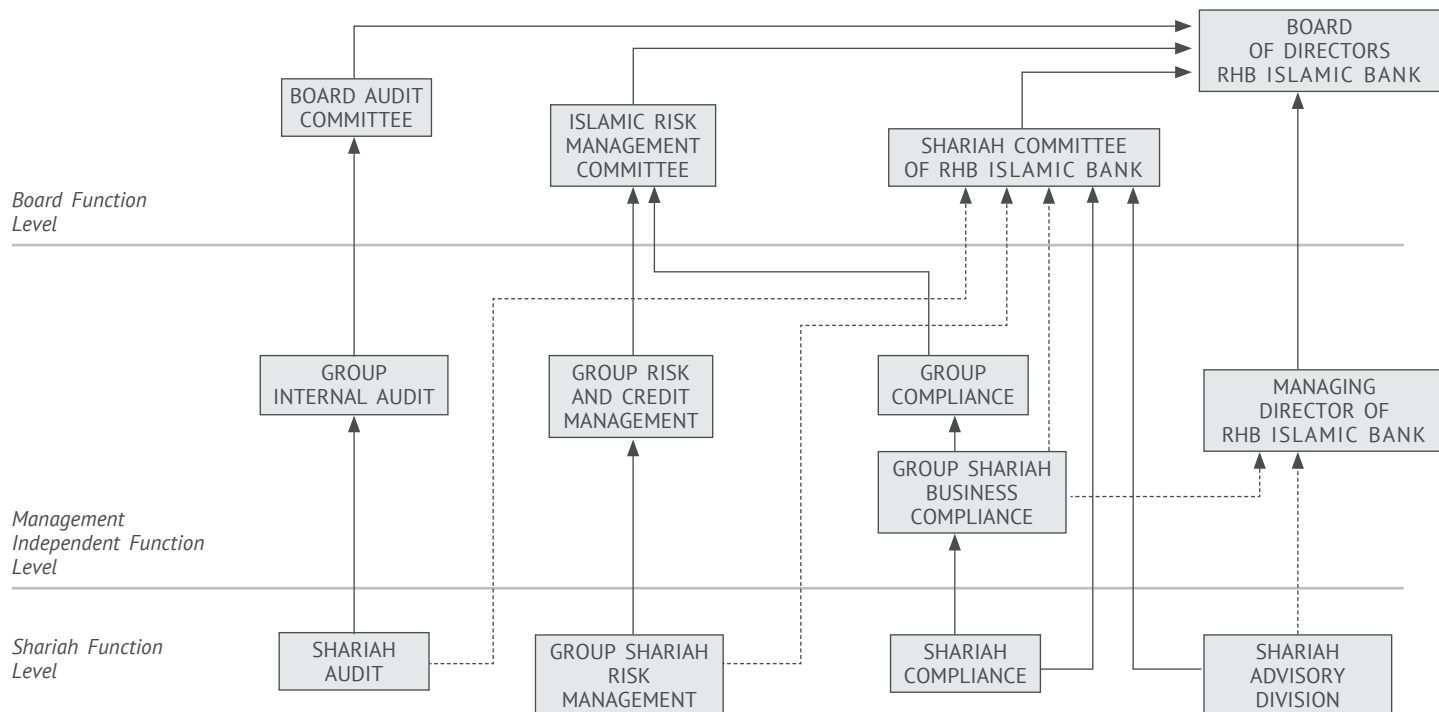 BOARD
OF DIRECTORS
RHB ISLAMIC BANK
BOARD AUDIT
COMMITTEE
ISLAMIC RISK
MANAGEMENT
COMMITTEE
SHARIAH COMMITTEE
OF RHB ISLAMIC BANK
Board Function
Level
GROUP
INTERNAL AUDIT
GROUP RISK
AND CREDIT
MANAGEMENT
GROUP
COMPLIANCE
MANAGING
DIRECTOR OF
RHB ISLAMIC BANK
GROUP SHARIAH
BUSINESS
COMPLIANCE
Management
Independent Function
Level
Shariah Function
Level
SHARIAH
AUDIT
GROUP SHARIAH
RISK
MANAGEMENT
SHARIAH
COMPLIANCE
SHARIAH
ADVISORY
DIVISION